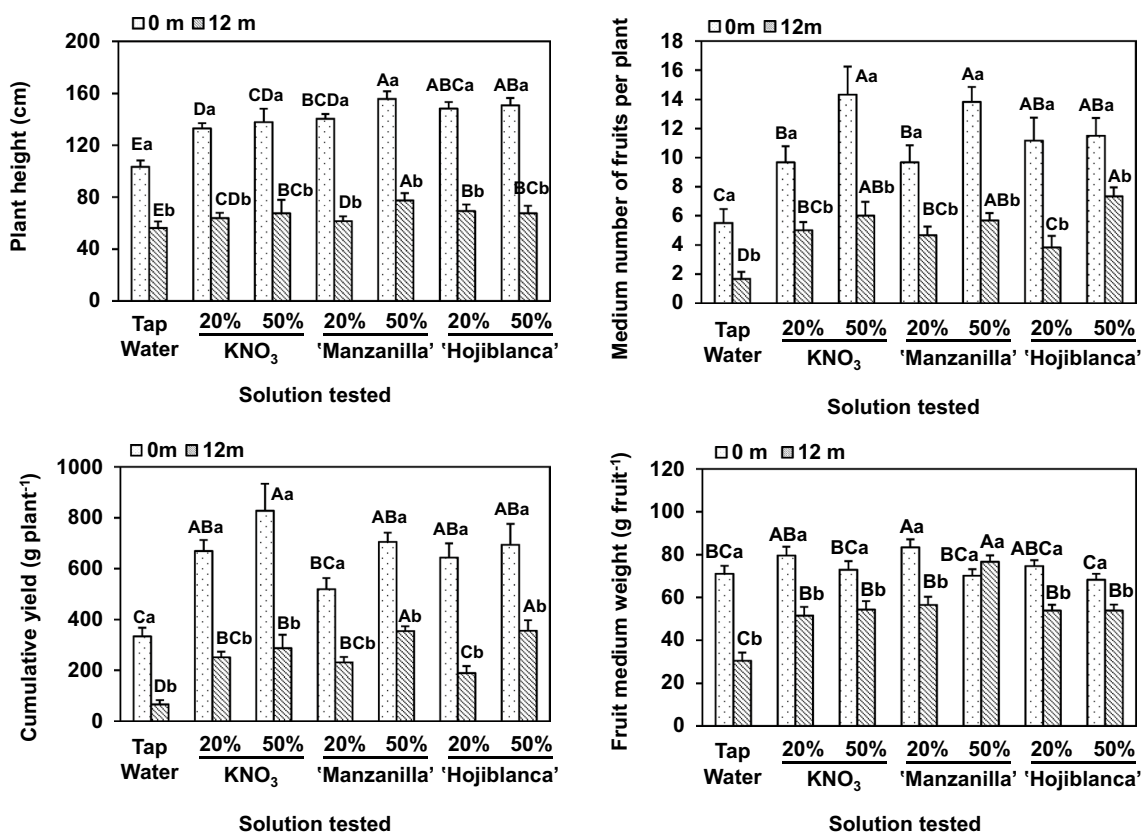 0 m 12 m
Plant height (cm)
200
160
120
80
40
0
Ea
Eb
Da
CDb
CDa
BCb
BCDa
Db
Aa
Ab
ABCa
Bb
ABa
BCb
Tap
Water
20% 50% 20% 50% 20% 50%
KNO₃ ‘Manzanilla’ ‘Hojiblanca’
Solution tested
0m 12m
Medium number of fruits per plant
18
16
14
12
10
8
6
4
2
0
Ca
Db
Ba
BCb
Aa
ABb
Ba
BCb
Aa
ABb
ABa
Cb
ABa
Ab
Tap
Water
20% 50% 20% 50% 20% 50%
KNO₃ ‘Manzanilla’ ‘Hojiblanca’
Solution tested
0m 12m
Cumulative yield (g plant⁻¹)
1000
800
600
400
200
0
Ca
Db
ABa
BCb
Aa
Bb
BCa
BCb
ABa
Ab
ABa
Cb
ABa
Ab
Tap
Water
20% 50% 20% 50% 20% 50%
KNO₃ ‘Manzanilla’ ‘Hojiblanca’
Solution tested
0 m 12 m
Fruit medium weight (g fruit⁻¹)
120
100
80
60
40
20
0
BCa
Cb
ABa
Bb
BCa
Bb
Aa
Bb
BCa
Aa
ABCa
Bb
Ca
Bb
Tap
Water
20% 50% 20% 50% 20% 50%
KNO₃ ‘Manzanilla’ ‘Hojiblanca’
Solution tested